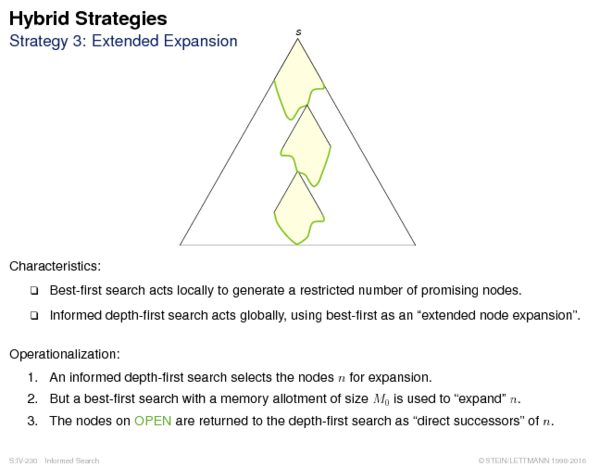 Hybrid Strategies
Strategy 3: Extended Expansion
s
Characteristics:
❑ Best-first search acts locally to generate a restricted number of promising nodes.
❑ Informed depth-first search acts globally, using best-first as an “extended node expansion”.
Operationalization:
1. An informed depth-first search selects the nodes n for expansion.
2. But a best-first search with a memory allotment of size M₀ is used to “expand” n.
3. The nodes on OPEN are returned to the depth-first search as “direct successors” of n.
S:IV-230 Informed Search © STEIN/LETTMANN 1998-2016